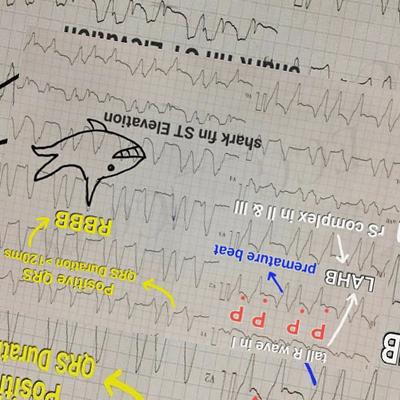 Positi
QRS Durati
V2
tall R wave in I
Positive QRS
QRS Duration > 120ms
P P P P
LAHB
premature beat
RBBB
rS complex in II & III
shark fin ST Elevation
shark fin ST Elevation